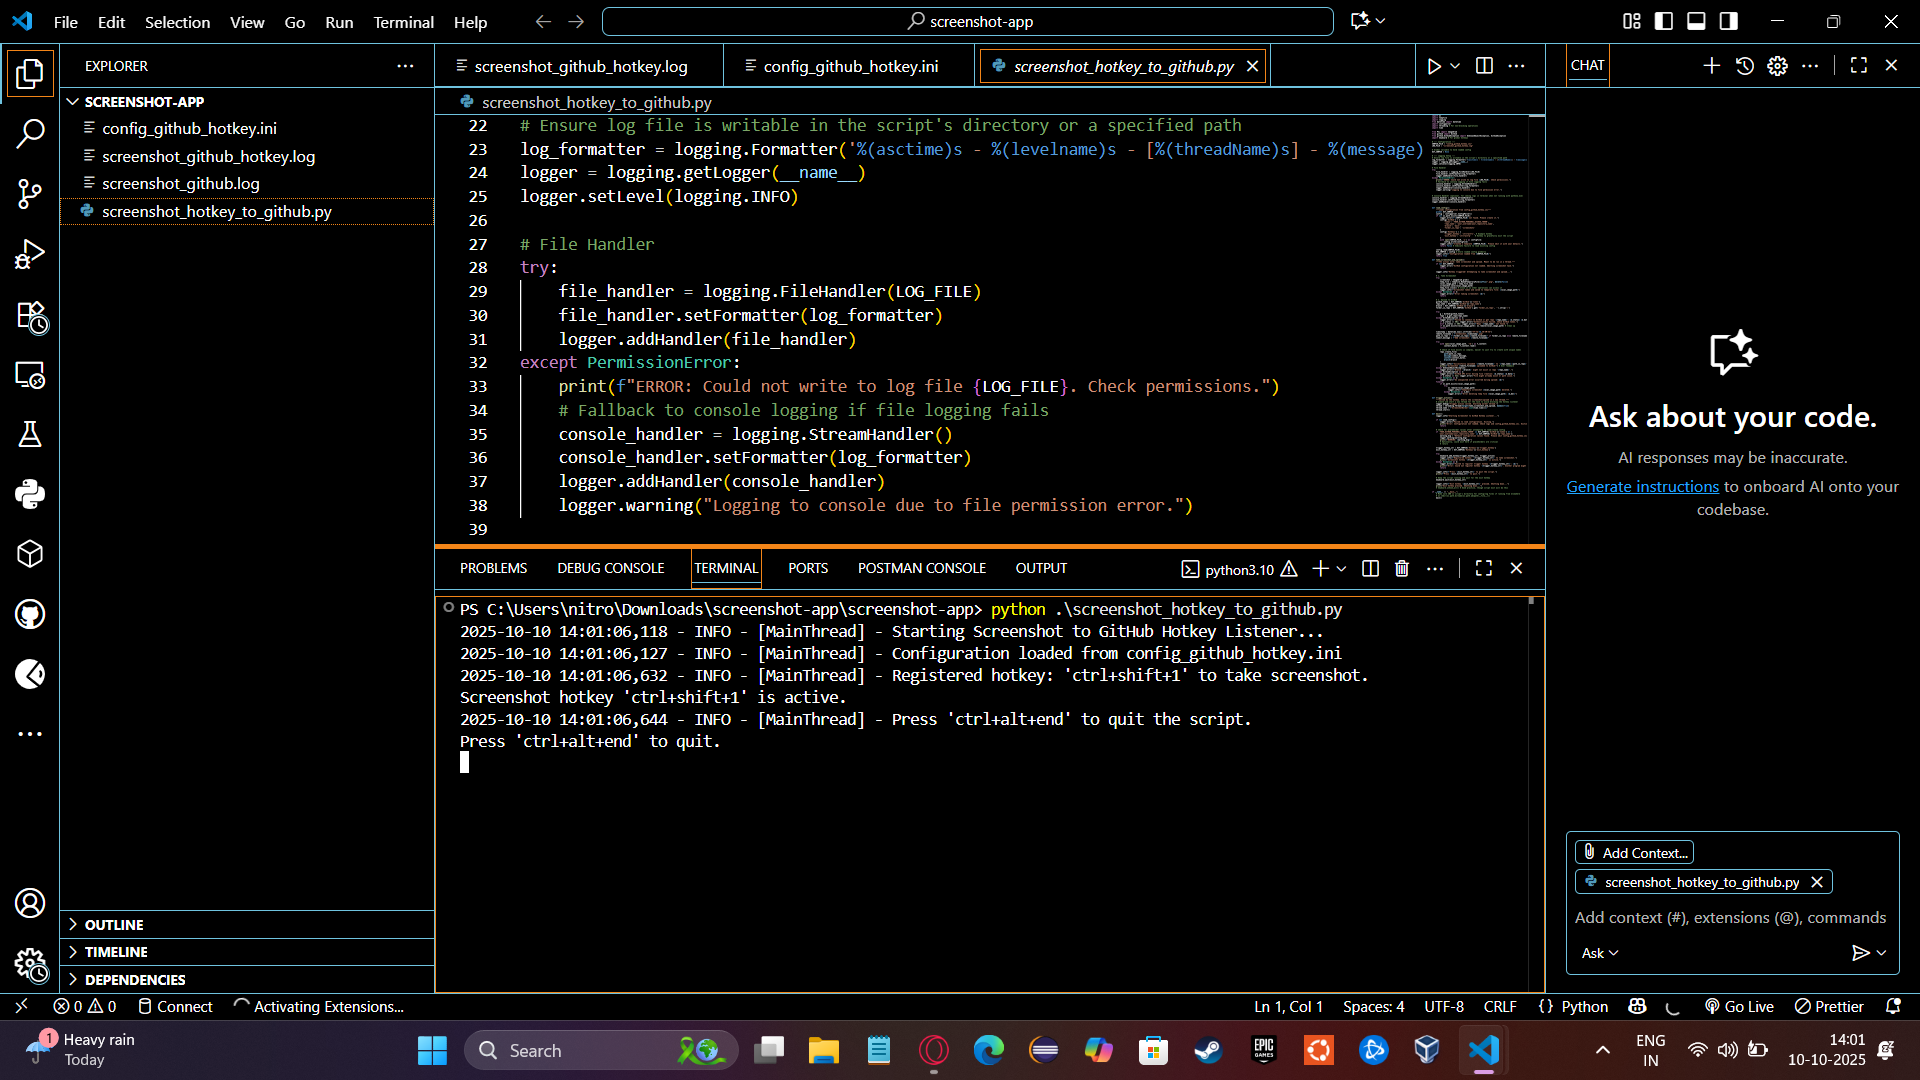 File Edit Selection View Go Run Terminal Help
screenshot-app
EXPLORER
SCREENSHOT-APP
config_github_hotkey.ini
screenshot_github_hotkey.log
screenshot_github.log
screenshot_hotkey_to_github.py
OUTLINE
TIMELINE
DEPENDENCIES
screenshot_github_hotkey.log
config_github_hotkey.ini
screenshot_hotkey_to_github.py
screenshot_hotkey_to_github.py
22 # Ensure log file is writable in the script's directory or a specified path
23 log_formatter = logging.Formatter('%(asctime)s - %(levelname)s - [%(threadName)s] - %(message)
24 logger = logging.getLogger(__name__)
25 logger.setLevel(logging.INFO)
26
27 # File Handler
28 try:
29 file_handler = logging.FileHandler(LOG_FILE)
30 file_handler.setFormatter(log_formatter)
31 logger.addHandler(file_handler)
32 except PermissionError:
33 print(f"ERROR: Could not write to log file {LOG_FILE}. Check permissions.")
34 # Fallback to console logging if file logging fails
35 console_handler = logging.StreamHandler()
36 console_handler.setFormatter(log_formatter)
37 logger.addHandler(console_handler)
38 logger.warning("Logging to console due to file permission error.")
39
PROBLEMS DEBUG CONSOLE TERMINAL PORTS POSTMAN CONSOLE OUTPUT
python3.10
PS C:\Users\nitro\Downloads\screenshot-app\screenshot-app> python .\screenshot_hotkey_to_github.py
2025-10-10 14:01:06,118 - INFO - [MainThread] - Starting Screenshot to GitHub Hotkey Listener...
2025-10-10 14:01:06,127 - INFO - [MainThread] - Configuration loaded from config_github_hotkey.ini
2025-10-10 14:01:06,632 - INFO - [MainThread] - Registered hotkey: 'ctrl+shift+1' to take screenshot.
Screenshot hotkey 'ctrl+shift+1' is active.
2025-10-10 14:01:06,644 - INFO - [MainThread] - Press 'ctrl+alt+end' to quit the script.
Press 'ctrl+alt+end' to quit.
CHAT
Ask about your code.
AI responses may be inaccurate.
Generate instructions to onboard AI onto your
codebase.
Add Context...
screenshot_hotkey_to_github.py
Add context (#), extensions (@), commands
Ask
0 0 Connect Activating Extensions...
Ln 1, Col 1 Spaces: 4 UTF-8 CRLF {} Python Go Live Prettier
1
Heavy rain
Today
Search
EPIC
GAMES
ENG
IN
14:01
10-10-2025